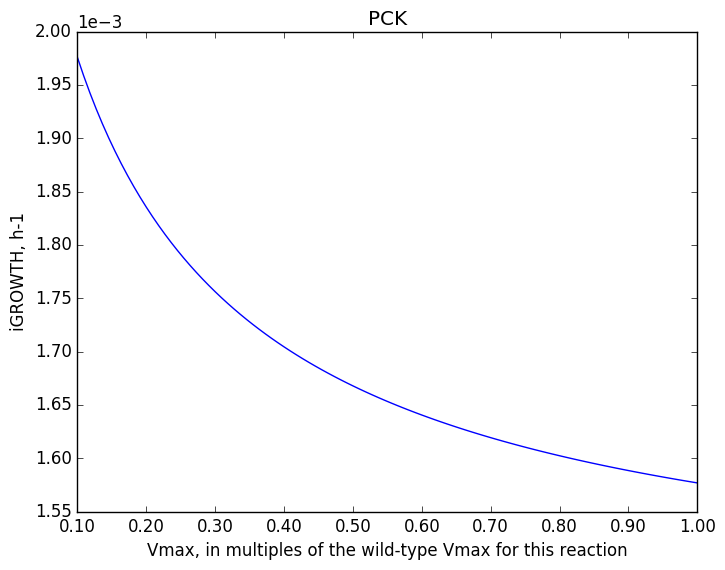 PCK
1e−3
2.00
1.95
1.90
1.85
1.80
1.75
1.70
1.65
1.60
1.55
iGROWTH, h-1
0.10 0.20 0.30 0.40 0.50 0.60 0.70 0.80 0.90 1.00
Vmax, in multiples of the wild-type Vmax for this reaction